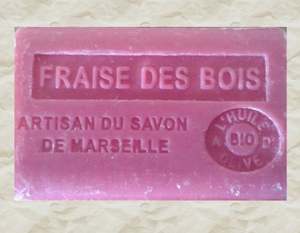 FRAISE DES BOIS
ARTISAN DU SAVON
DE MARSEILLE
A L'HUILE D'
BIO
OLIVE